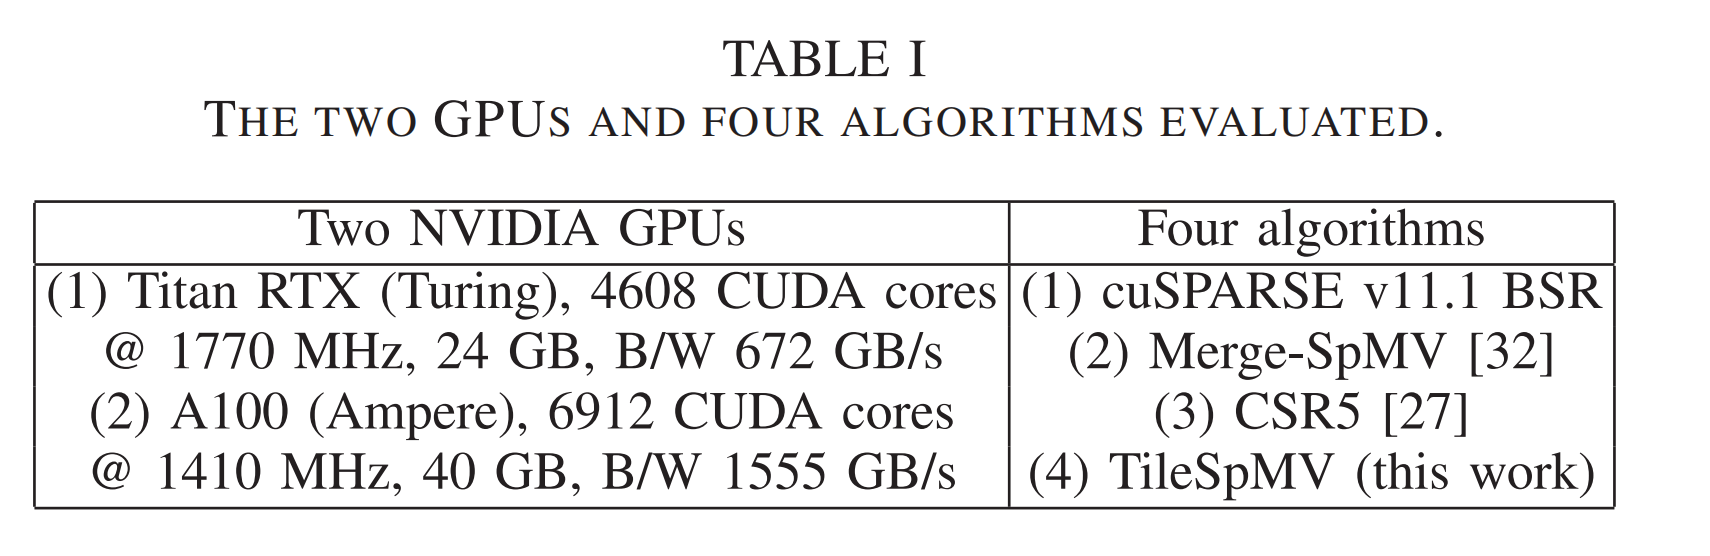 TABLE I
THE TWO GPUS AND FOUR ALGORITHMS EVALUATED.
Two NVIDIA GPUs
Four algorithms
(1) Titan RTX (Turing), 4608 CUDA cores
@ 1770 MHz, 24 GB, B/W 672 GB/s
(2) A100 (Ampere), 6912 CUDA cores
@ 1410 MHz, 40 GB, B/W 1555 GB/s
(1) cuSPARSE v11.1 BSR
(2) Merge-SpMV [32]
(3) CSR5 [27]
(4) TileSpMV (this work)